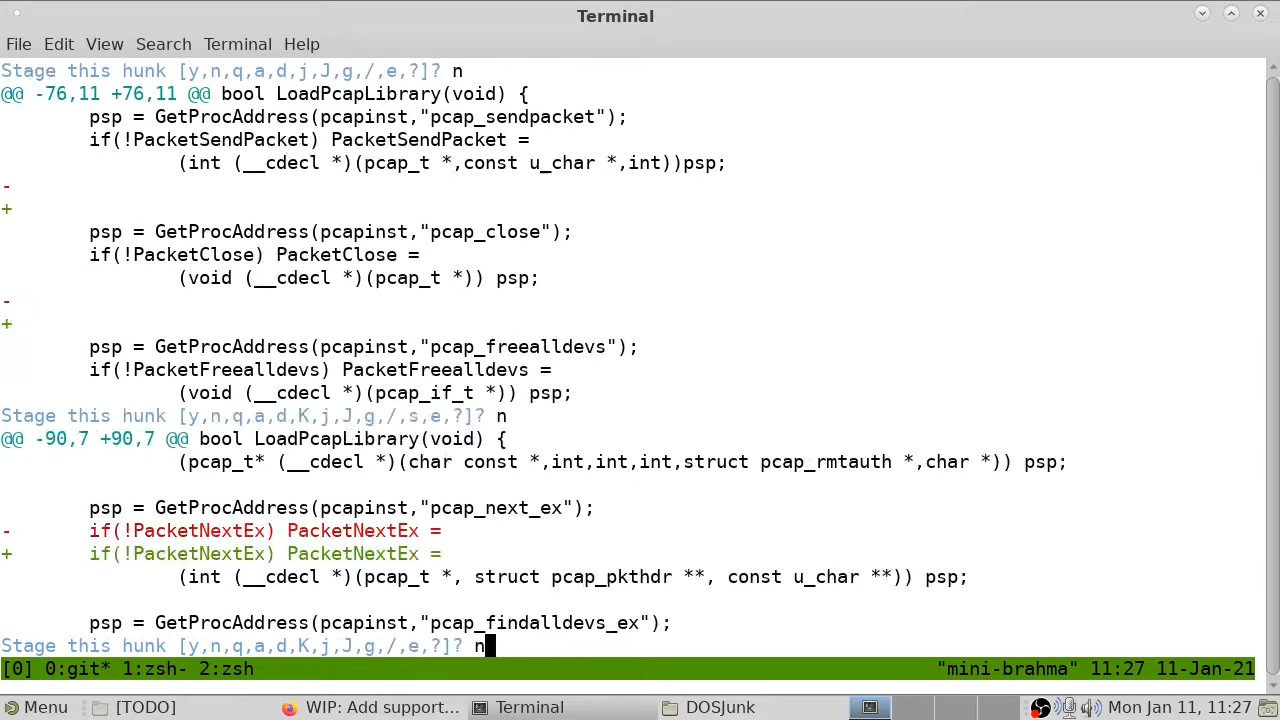 Terminal
File Edit View Search Terminal Help
Stage this hunk [y,n,q,a,d,j,J,g,/,e,?]? n
@@ -76,11 +76,11 @@ bool LoadPcapLibrary(void) {
        psp = GetProcAddress(pcapinst,"pcap_sendpacket");
        if(!PacketSendPacket) PacketSendPacket =
                (int (__cdecl *)(pcap_t *,const u_char *,int))psp;
-
+
        psp = GetProcAddress(pcapinst,"pcap_close");
        if(!PacketClose) PacketClose =
                (void (__cdecl *)(pcap_t *)) psp;
-
+
        psp = GetProcAddress(pcapinst,"pcap_freealldevs");
        if(!PacketFreealldevs) PacketFreealldevs =
                (void (__cdecl *)(pcap_if_t *)) psp;
Stage this hunk [y,n,q,a,d,K,j,J,g,/,s,e,?]? n
@@ -90,7 +90,7 @@ bool LoadPcapLibrary(void) {
                (pcap_t* (__cdecl *)(char const *,int,int,int,struct pcap_rmtauth *,char *)) psp;
        psp = GetProcAddress(pcapinst,"pcap_next_ex");
-       if(!PacketNextEx) PacketNextEx =
+       if(!PacketNextEx) PacketNextEx =
                (int (__cdecl *)(pcap_t *, struct pcap_pkthdr **, const u_char **)) psp;
        psp = GetProcAddress(pcapinst,"pcap_findalldevs_ex");
Stage this hunk [y,n,q,a,d,K,j,J,g,/,e,?]? n
[0] 0:git* 1:zsh- 2:zsh "mini-brahma" 11:27 11-Jan-21
Menu [TODO] WIP: Add support... Terminal DOSJunk Mon Jan 11, 11:27